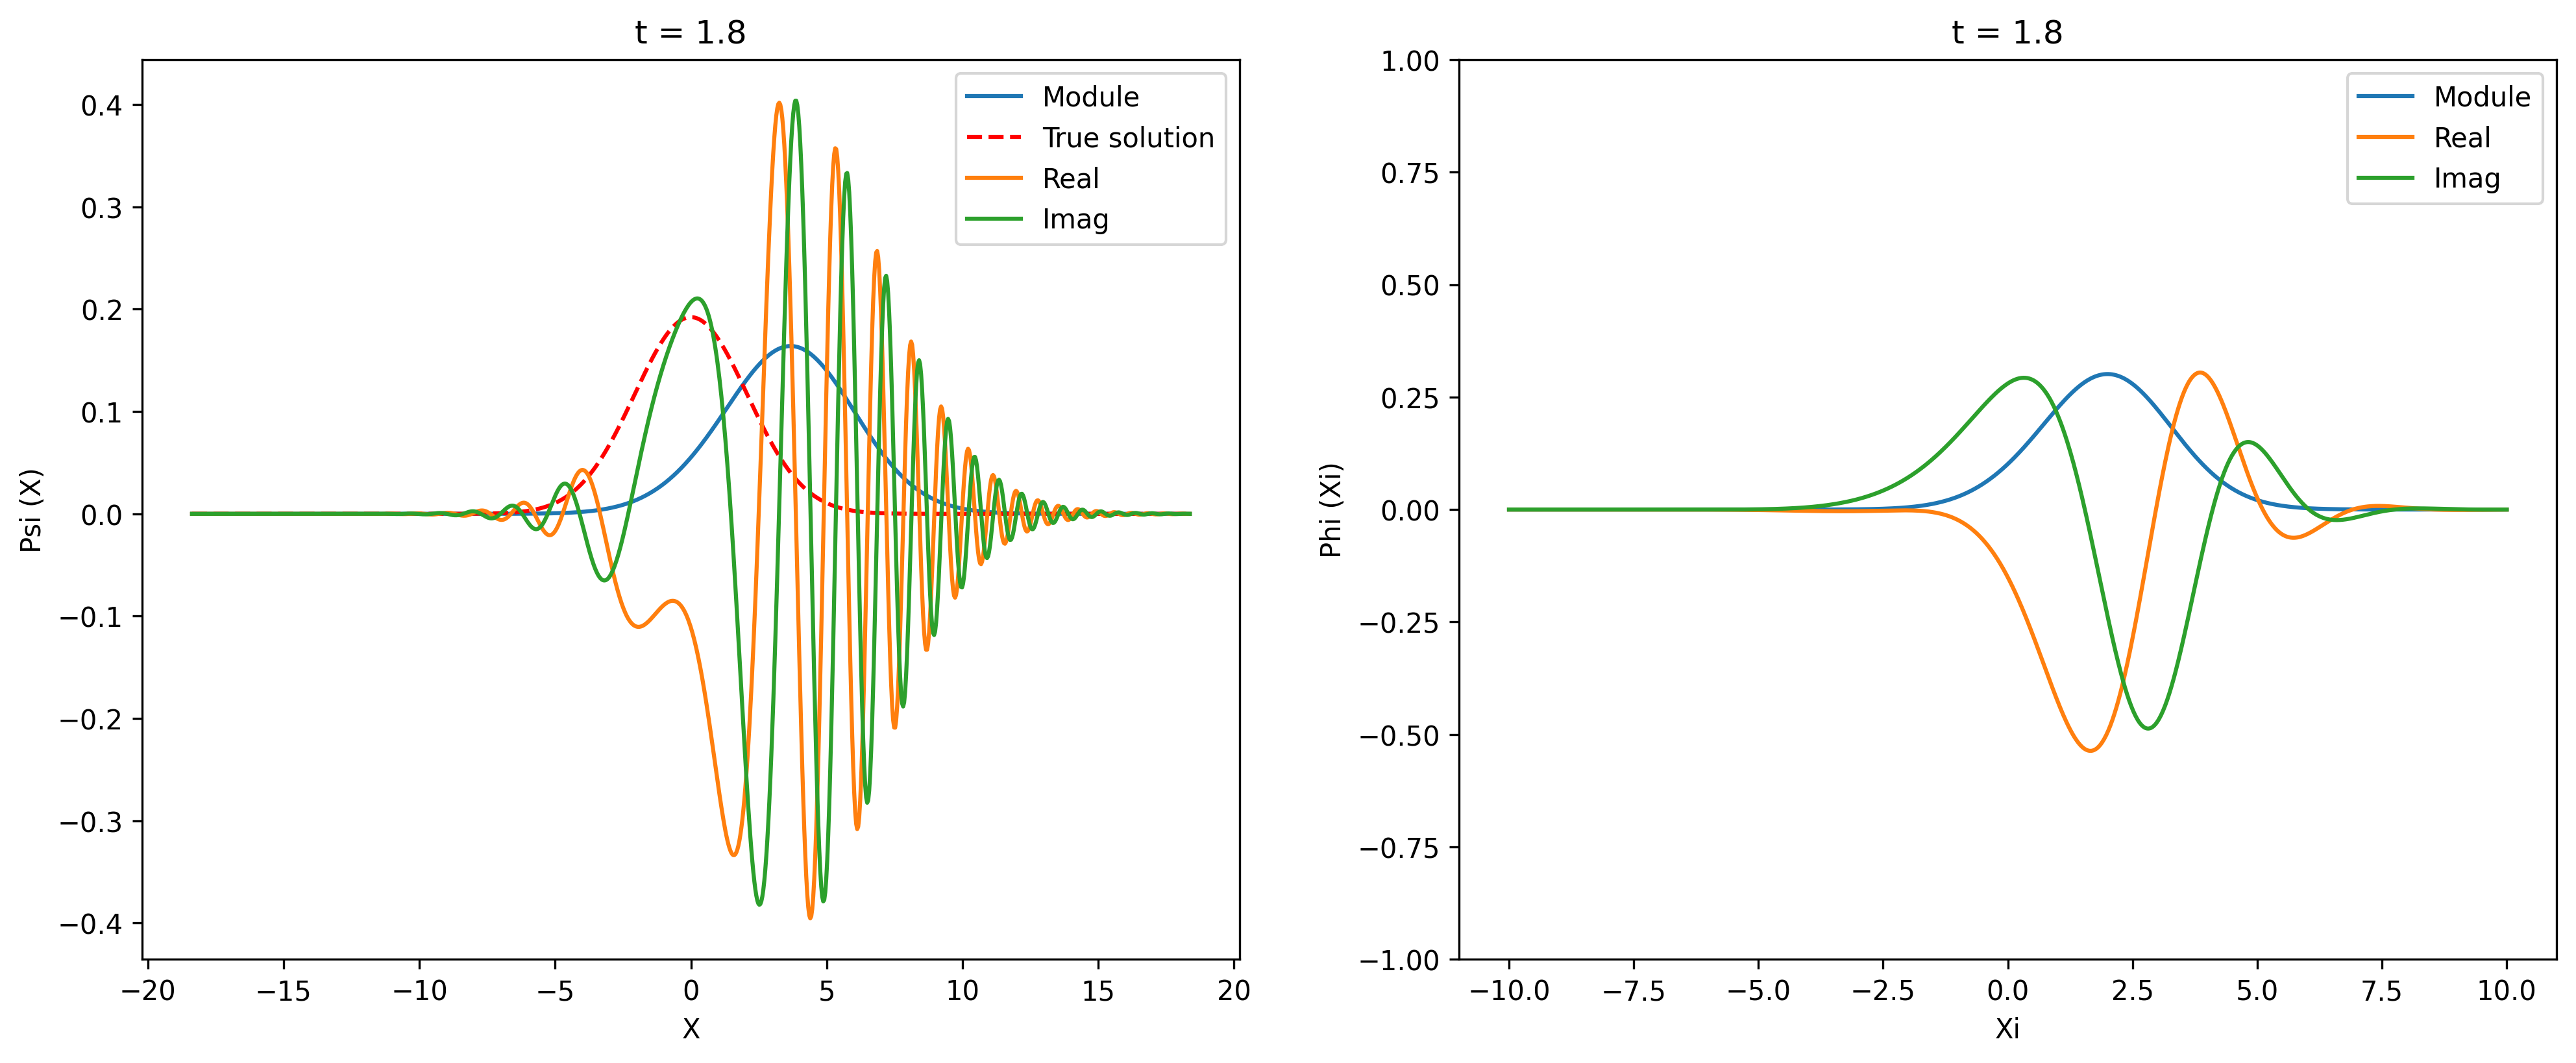 t = 1.8
0.4
0.3
0.2
0.1
0.0
−0.1
−0.2
−0.3
−0.4
Psi (X)
−20
−15
−10
−5
0
5
10
15
20
X
Module
True solution
Real
Imag
t = 1.8
1.00
0.75
0.50
0.25
0.00
−0.25
−0.50
−0.75
−1.00
Phi (Xi)
−10.0
−7.5
−5.0
−2.5
0.0
2.5
5.0
7.5
10.0
Xi
Module
Real
Imag